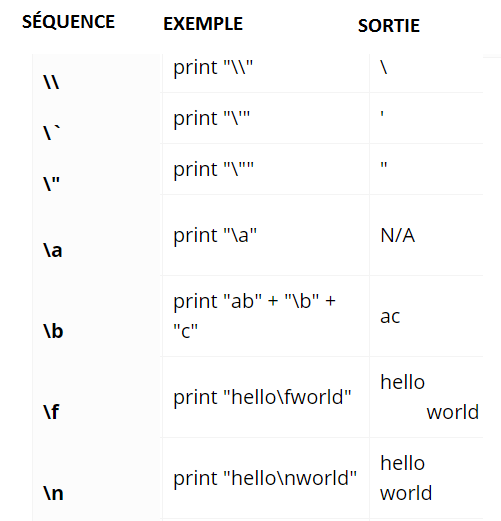 SÉQUENCE EXEMPLE SORTIE
\\ print "\\" \
\` print "\'" '
\" print "\"" "
\a print "\a" N/A
\b print "ab" + "\b" + "c" ac
\f print "hello\fworld" hello
world
\n print "hello\nworld" hello
world